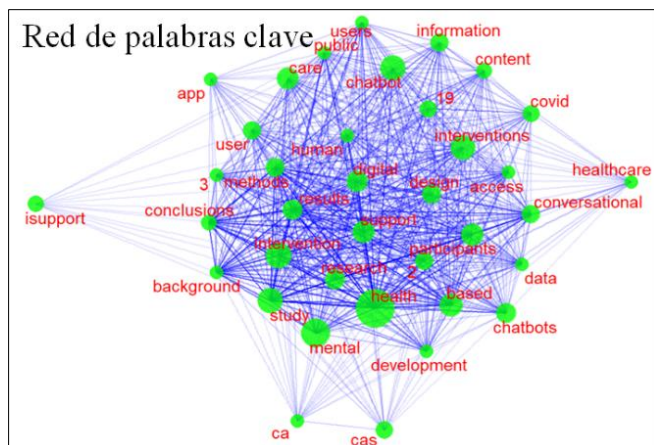 Red de palabras clave
users
information
public
content
care
chatbot
app
19
covid
user
human
interventions
healthcare
3
methods
digital
design
access
isupport
conclusions
results
conversational
support
intervention
participants
background
research
2
data
health
based
study
chatbots
mental
development
ca
cas